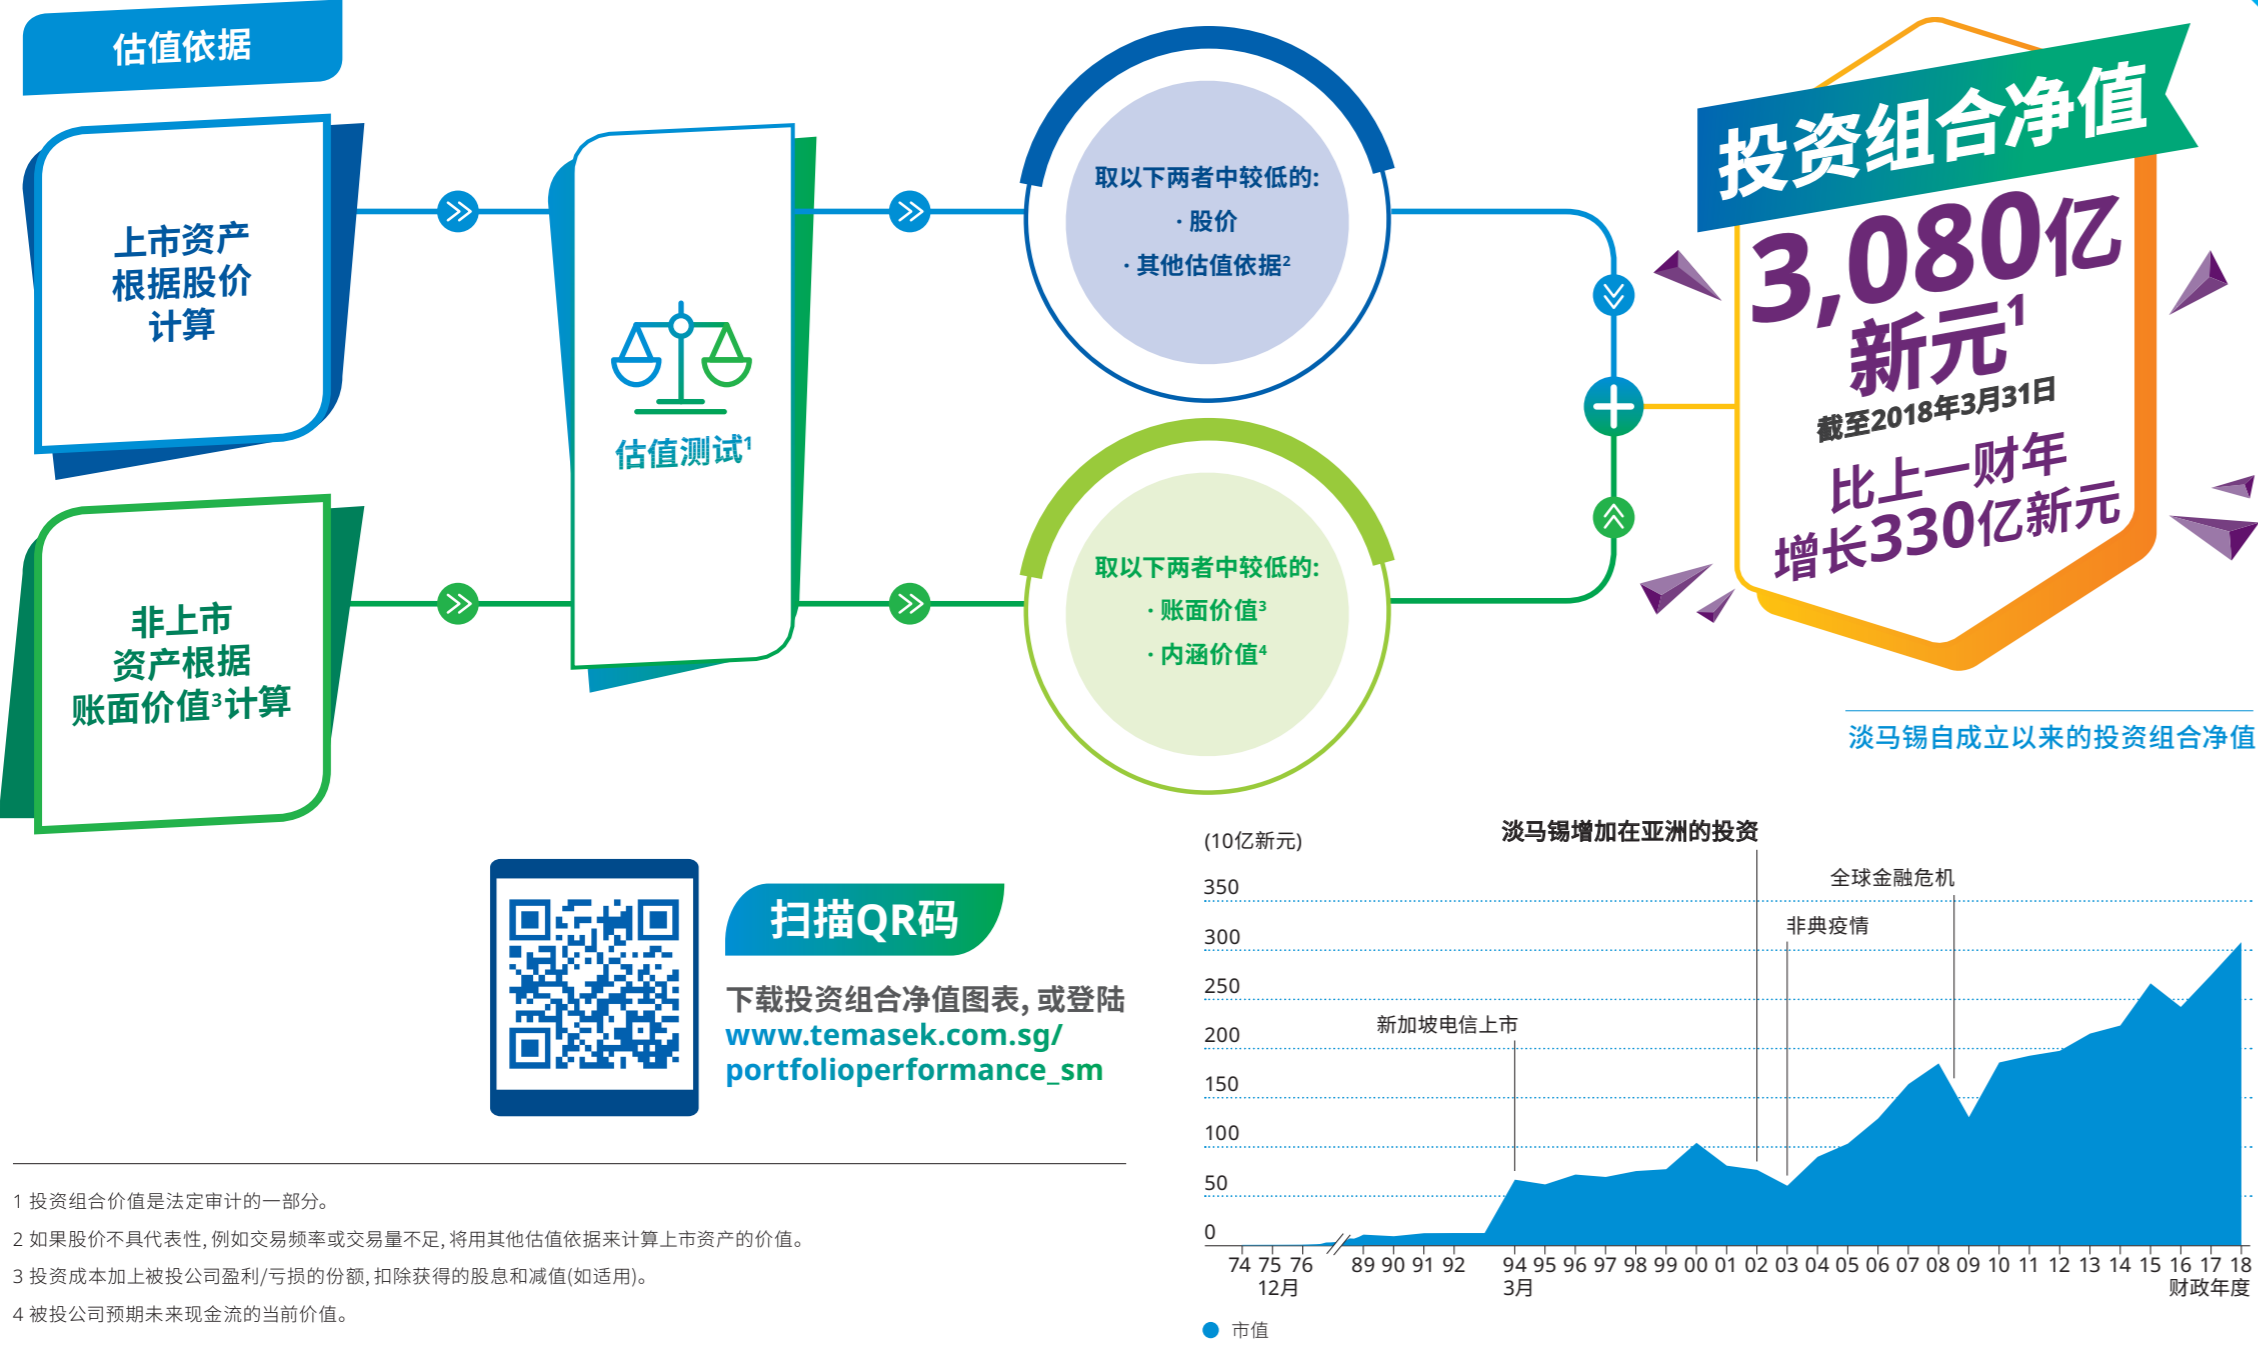 估值依据
上市资产
根据股价
计算
非上市
资产根据
账面价值³计算
估值测试¹
取以下两者中较低的:
· 股价
· 其他估值依据²
取以下两者中较低的:
· 账面价值³
· 内涵价值⁴
投资组合净值
3,080亿
新元¹
截至2018年3月31日
比上一财年
增长330亿新元
淡马锡自成立以来的投资组合净值
扫描QR码
下载投资组合净值图表, 或登陆
www.temasek.com.sg/
portfolioperformance_sm
1 投资组合价值是法定审计的一部分。
2 如果股价不具代表性, 例如交易频率或交易量不足, 将用其他估值依据来计算上市资产的价值。
3 投资成本加上被投公司盈利/亏损的份额, 扣除获得的股息和减值(如适用)。
4 被投公司预期未来现金流的当前价值。
(10亿新元)
淡马锡增加在亚洲的投资
全球金融危机
非典疫情
新加坡电信上市
350
300
250
200
150
100
50
0
74 75 76 89 90 91 92 94 95 96 97 98 99 00 01 02 03 04 05 06 07 08 09 10 11 12 13 14 15 16 17 18
12月 3月 财政年度
市值